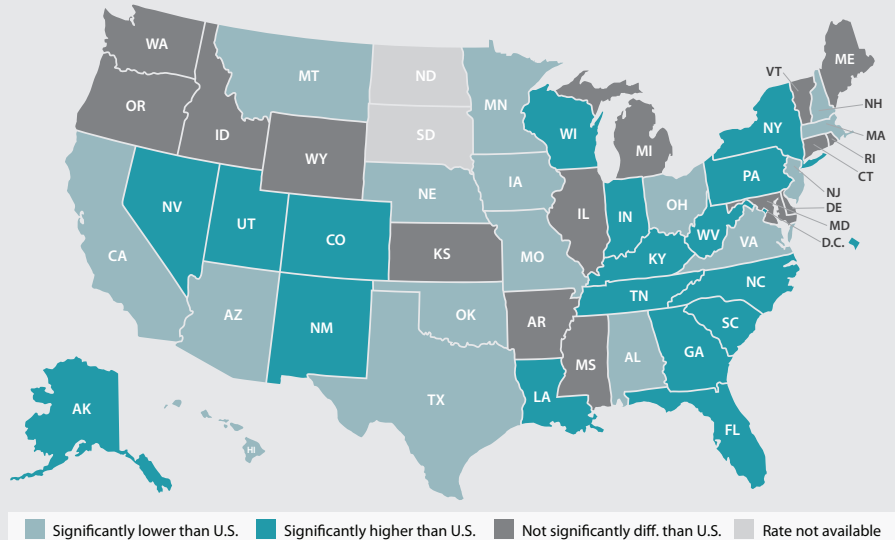 WA
ME
VT
MT
ND
NH
MN
OR
MA
NY
WI
SD
ID
RI
MI
WY
CT
PA
IA
NJ
NE
OH
NV
DE
IL
IN
UT
MD
WV
CO
VA
D.C.
CA
KS
MO
KY
NC
TN
AZ
OK
NM
AR
SC
GA
AL
MS
LA
TX
AK
FL
HI
Significantly lower than U.S. Significantly higher than U.S. Not significantly diff. than U.S. Rate not available